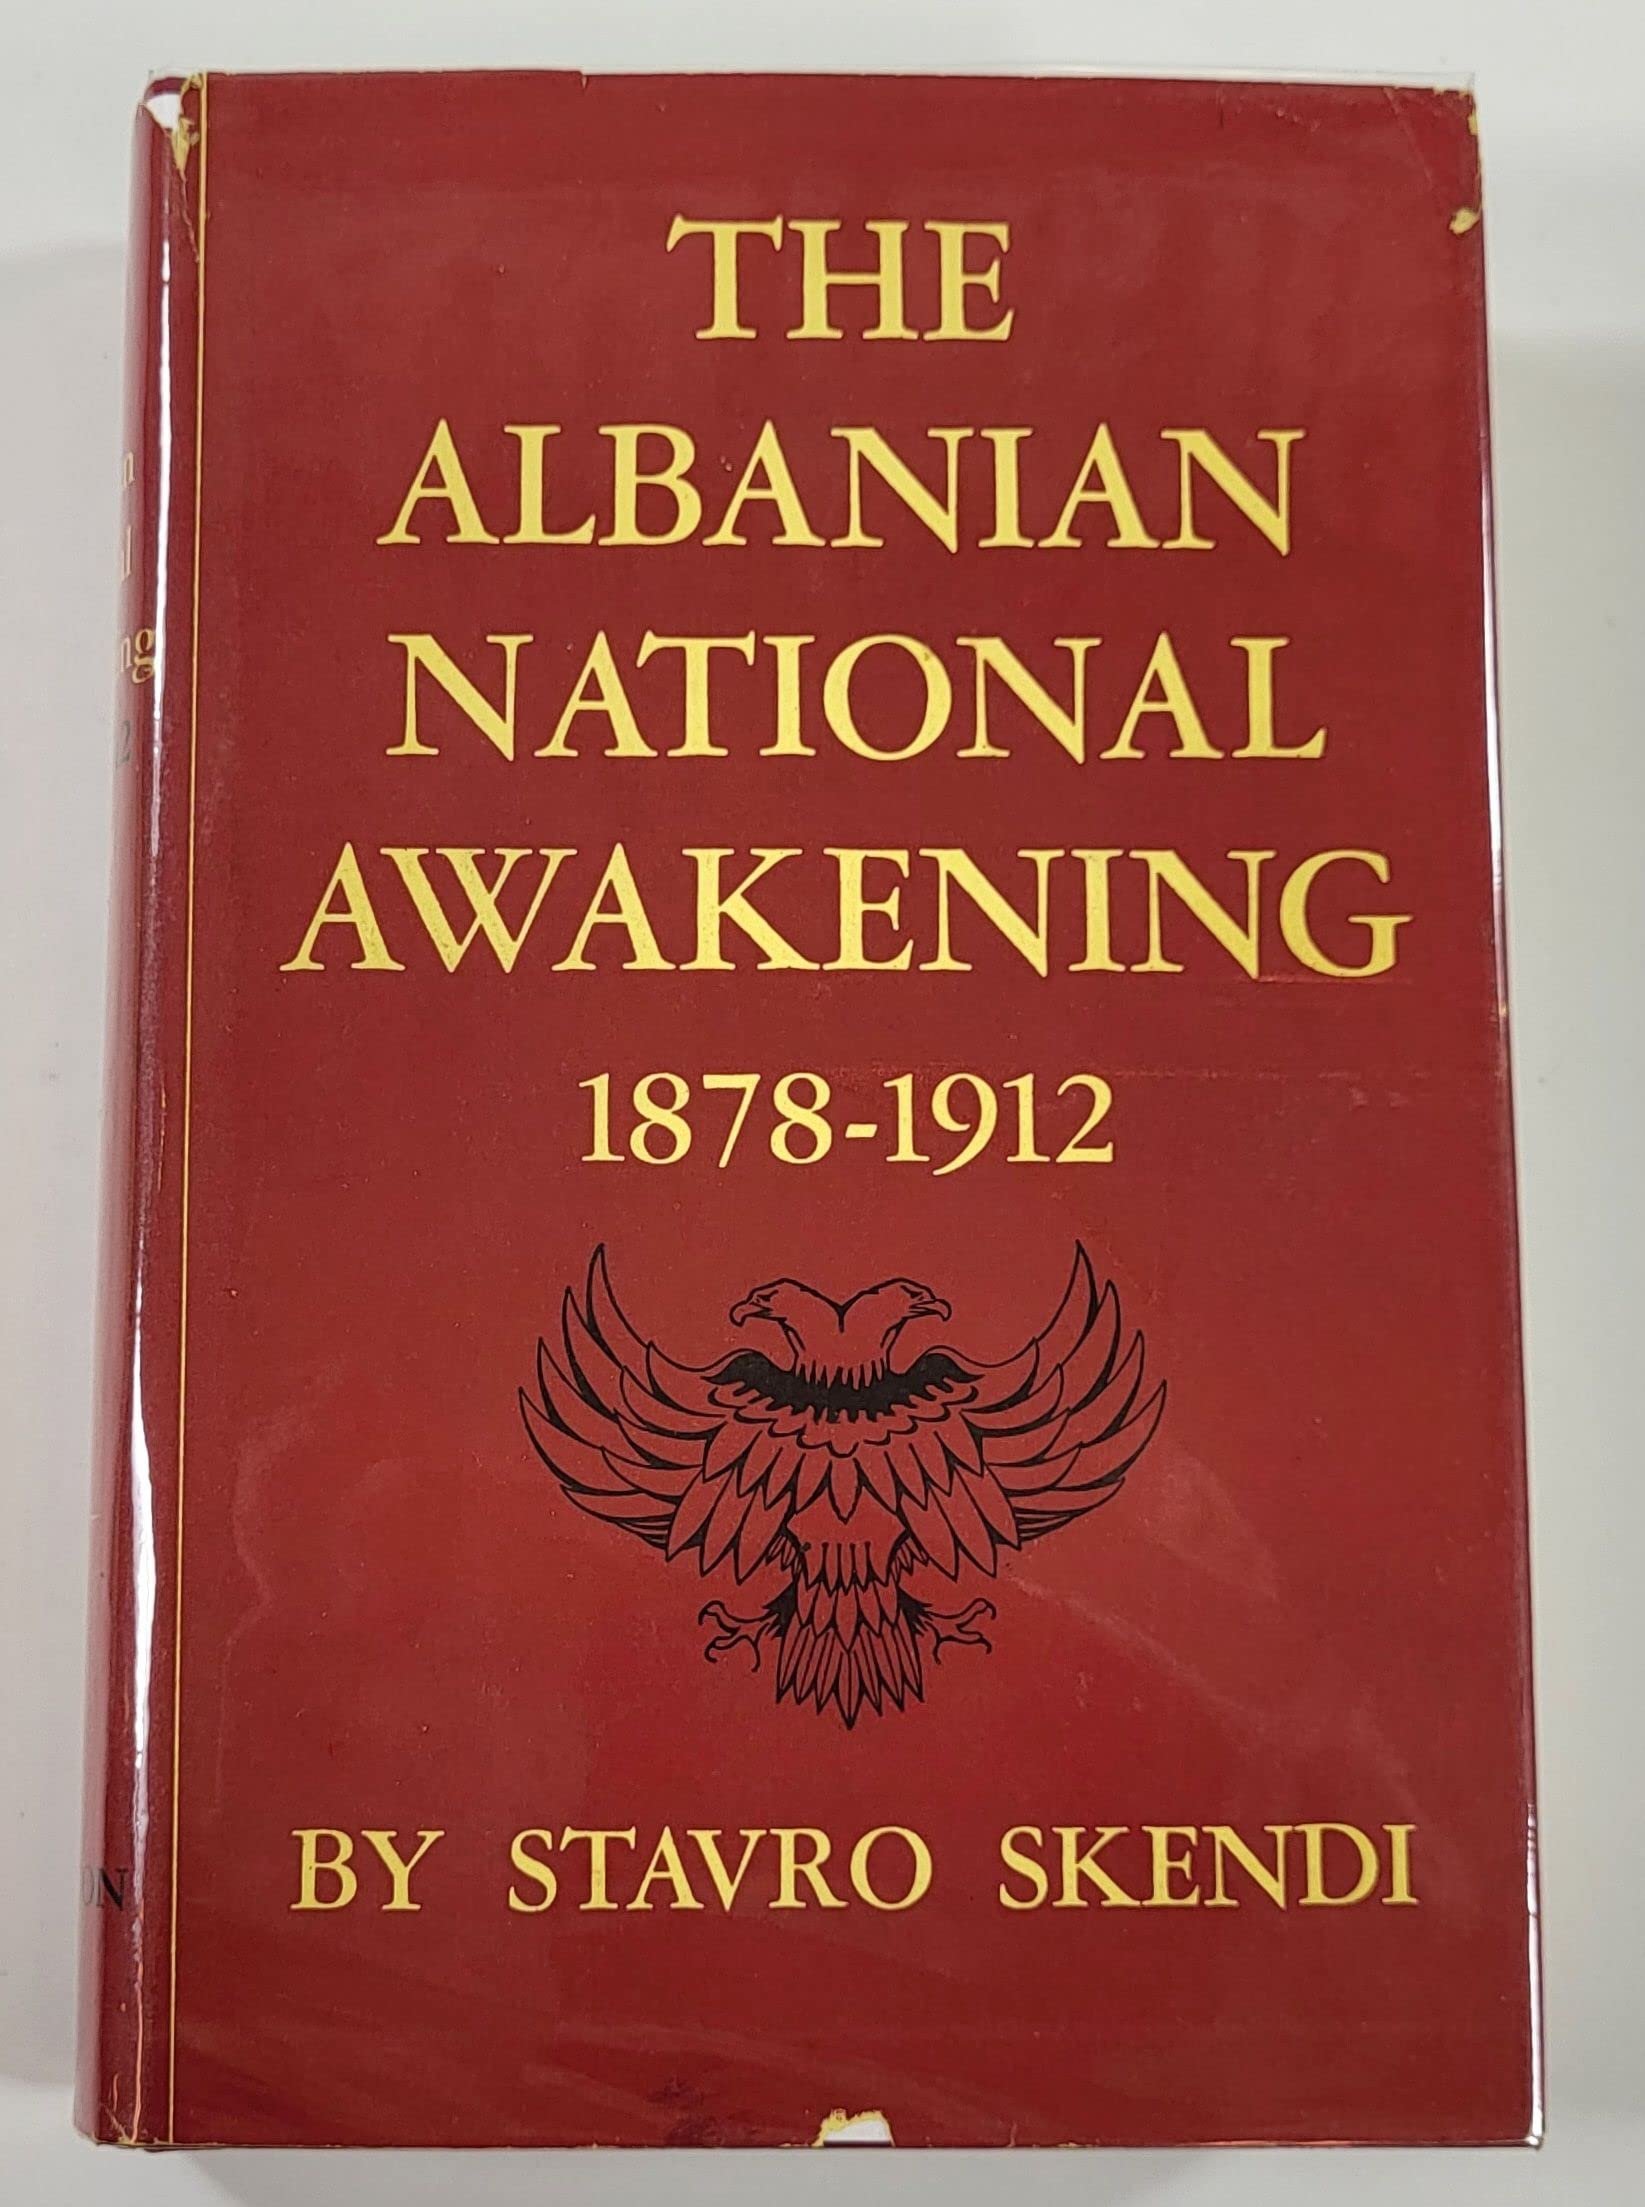 THE
ALBANIAN
NATIONAL
AWAKENING
1878-1912
BY STAVRO SKENDI